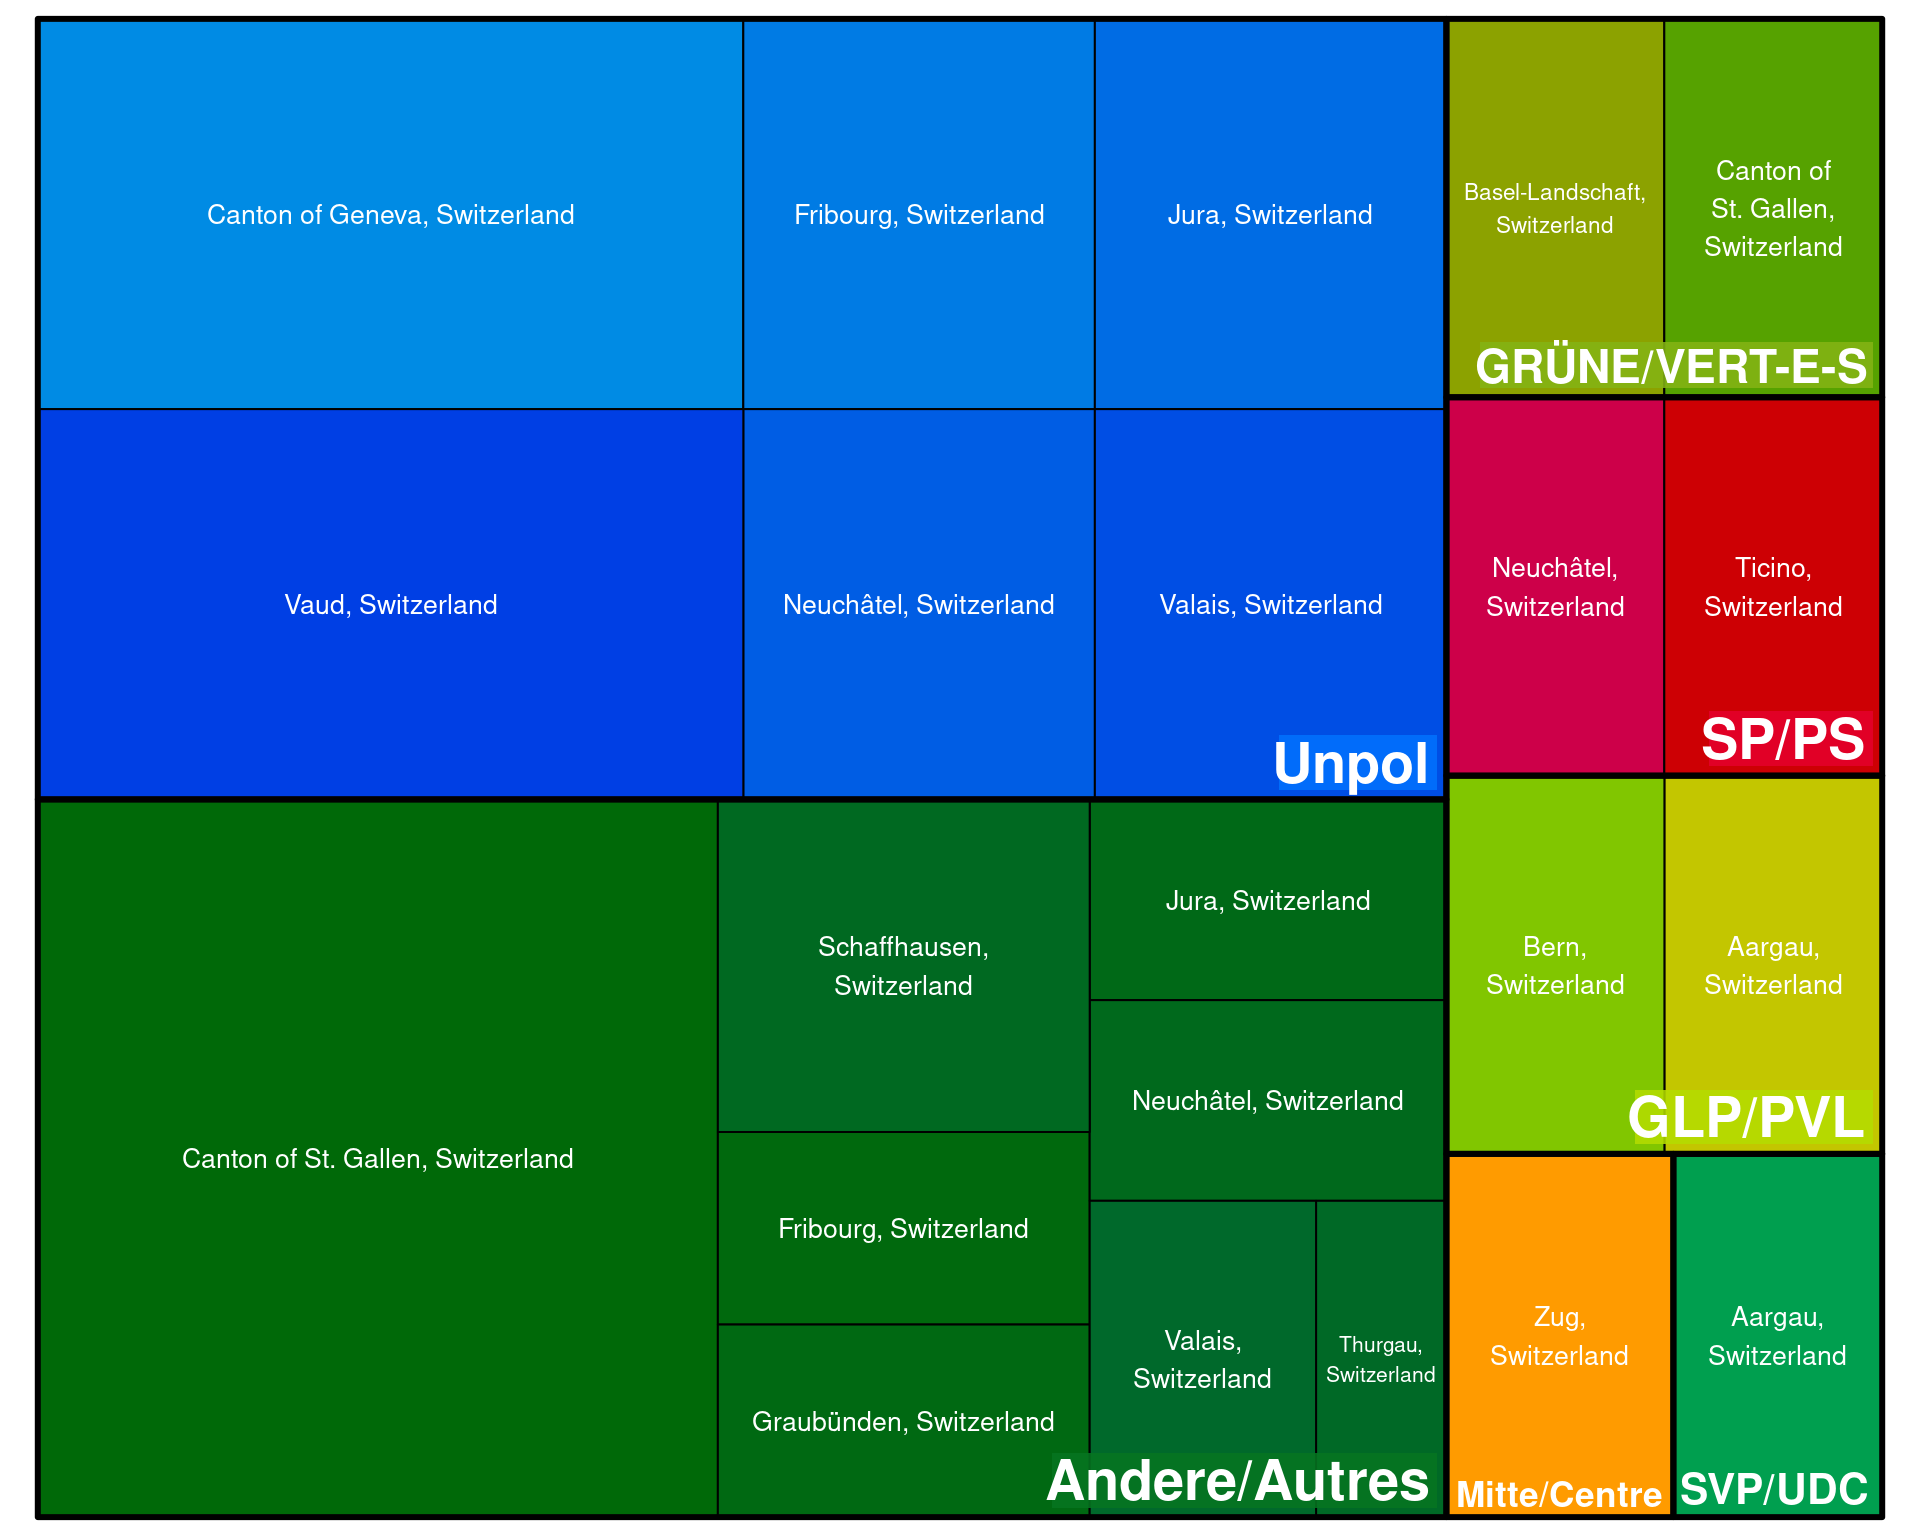 Canton of Geneva, Switzerland
Fribourg, Switzerland
Jura, Switzerland
Vaud, Switzerland
Neuchâtel, Switzerland
Valais, Switzerland
Unpol
Canton of St. Gallen, Switzerland
Schaffhausen,
Switzerland
Fribourg, Switzerland
Graubünden, Switzerland
Jura, Switzerland
Neuchâtel, Switzerland
Valais,
Switzerland
Thurgau,
Switzerland
Andere/Autres
Basel-Landschaft,
Switzerland
Canton of
St. Gallen,
Switzerland
GRÜNE/VERT-E-S
Neuchâtel,
Switzerland
Ticino,
Switzerland
SP/PS
Bern,
Switzerland
Aargau,
Switzerland
GLP/PVL
Zug,
Switzerland
Mitte/Centre
Aargau,
Switzerland
SVP/UDC